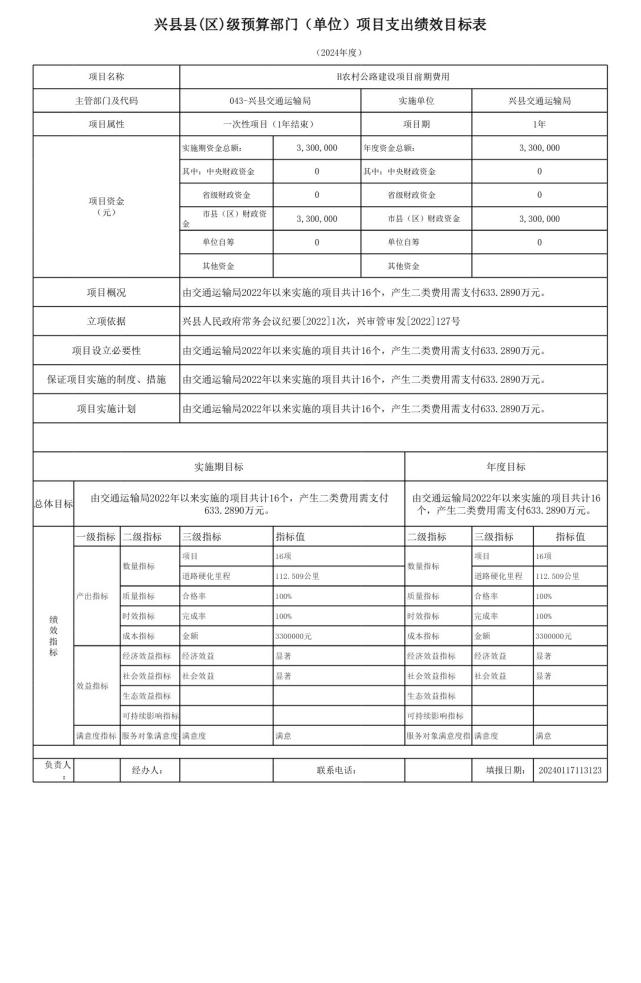 兴县县(区)级预算部门（单位）项目支出绩效目标表
（2024年度）
项目名称 H农村公路建设项目前期费用
主管部门及代码 043-兴县交通运输局 实施单位 兴县交通运输局
项目属性 一次性项目（1年结束） 项目期 1年
项目资金
（元）
实施期资金总额： 3,300,000 年度资金总额： 3,300,000
其中：中央财政资金 0 其中：中央财政资金 0
省级财政资金 0 省级财政资金 0
市县（区）财政资
金 3,300,000 市县（区）财政资金 3,300,000
单位自筹 0 单位自筹 0
其他资金 其他资金
项目概况 由交通运输局2022年以来实施的项目共计16个，产生二类费用需支付633.2890万元。
立项依据 兴县人民政府常务会议纪要[2022]1次，兴审管审发[2022]127号
项目设立必要性 由交通运输局2022年以来实施的项目共计16个，产生二类费用需支付633.2890万元。
保证项目实施的制度、措施 由交通运输局2022年以来实施的项目共计16个，产生二类费用需支付633.2890万元。
项目实施计划 由交通运输局2022年以来实施的项目共计16个，产生二类费用需支付633.2890万元。
实施期目标 年度目标
总体目标
由交通运输局2022年以来实施的项目共计16个，产生二类费用需支付
633.2890万元。
由交通运输局2022年以来实施的项目共计16
个，产生二类费用需支付633.2890万元。
绩效指标
一级指标 二级指标 三级指标 指标值 二级指标 三级指标 指标值
产出指标 数量指标 项目 16项 数量指标 项目 16项
道路硬化里程 112.509公里 道路硬化里程 112.509公里
质量指标 合格率 100% 质量指标 合格率 100%
时效指标 完成率 100% 时效指标 完成率 100%
成本指标 金额 3300000元 成本指标 金额 3300000元
效益指标 经济效益指标 经济效益 显著 经济效益指标 经济效益 显著
社会效益指标 社会效益 显著 社会效益指标 社会效益 显著
生态效益指标 生态效益指标
可持续影响指标 可持续影响指标
满意度指标 服务对象满意度 满意度 满意 服务对象满意度指 满意度 满意
负责人
： 经办人： 联系电话： 填报日期： 20240117113123